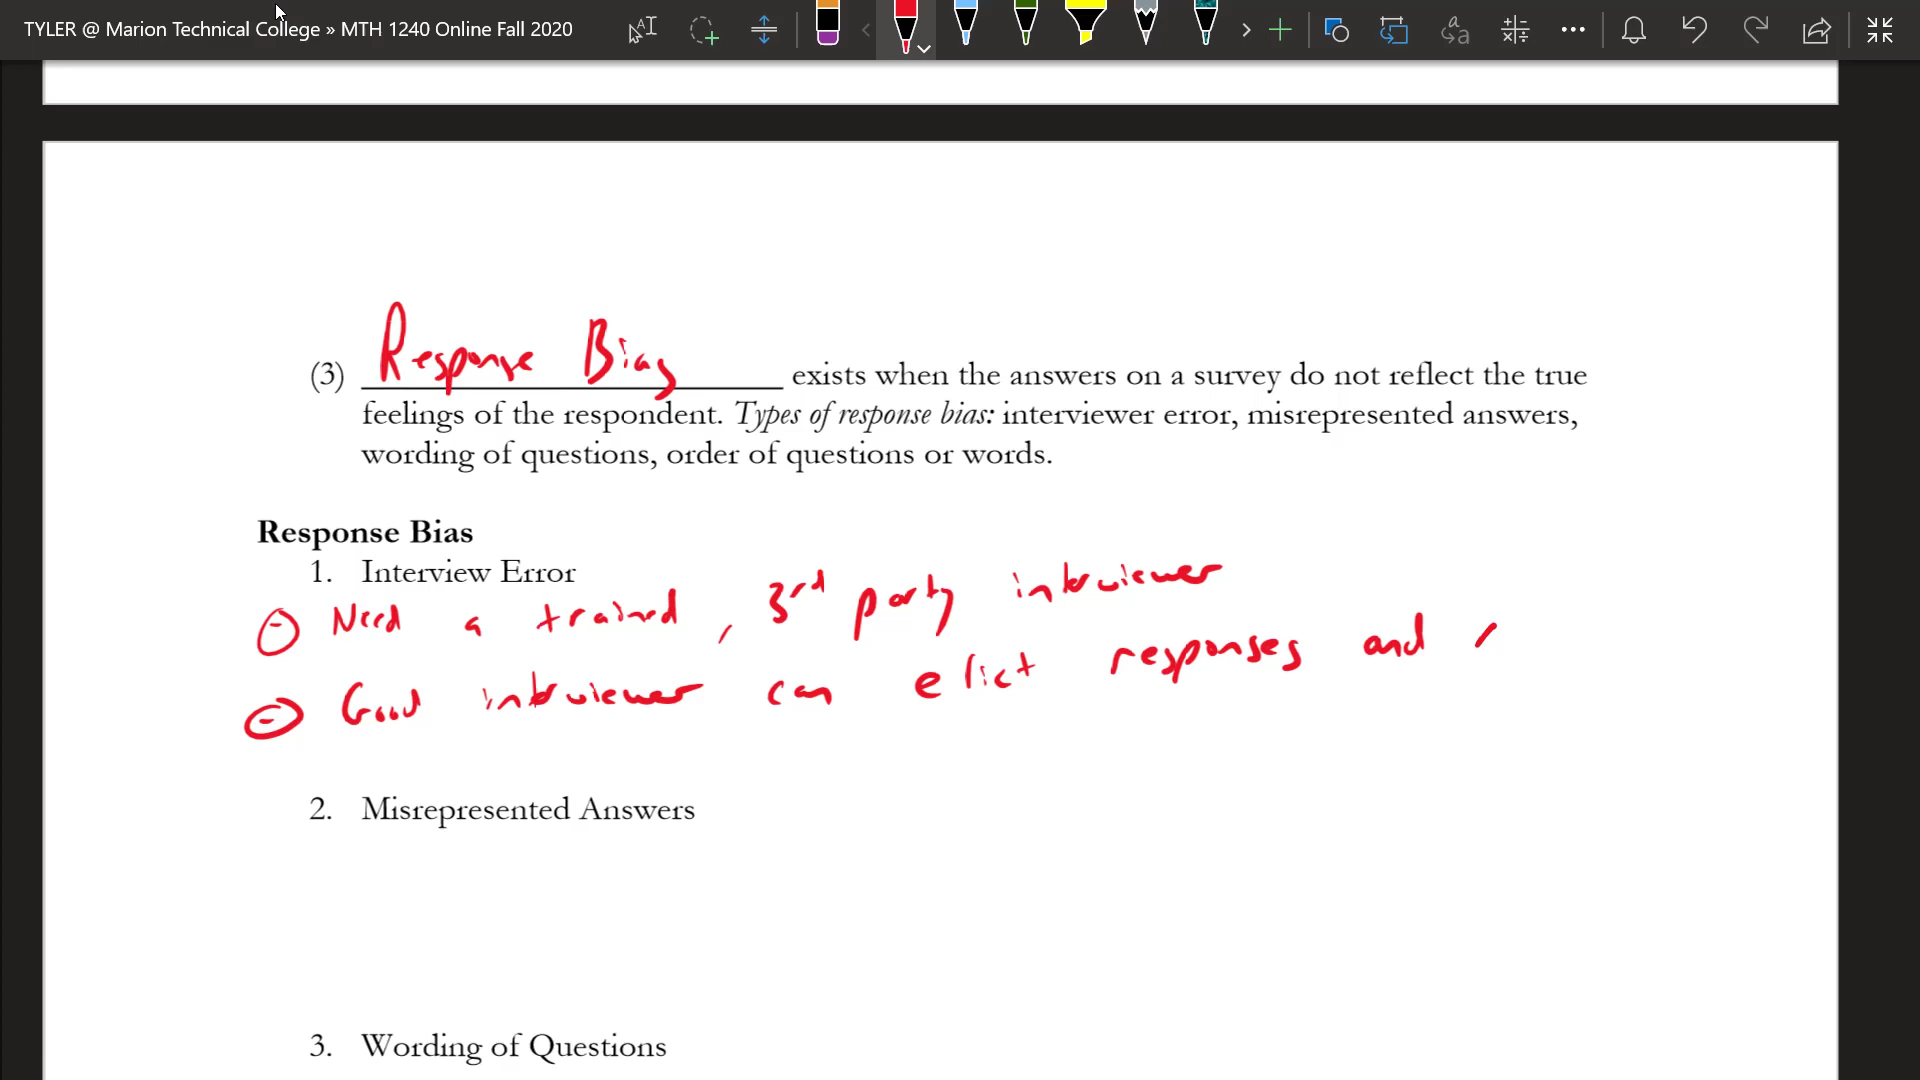 TYLER @ Marion Technical College » MTH 1240 Online Fall 2020
(3) Response Bias exists when the answers on a survey do not reflect the true
feelings of the respondent. Types of response bias: interviewer error, misrepresented answers,
wording of questions, order of questions or words.
Response Bias
1. Interview Error
- Need a trained, 3rd party interviewer
- Good interviewer can elict responses and
2. Misrepresented Answers
3. Wording of Questions